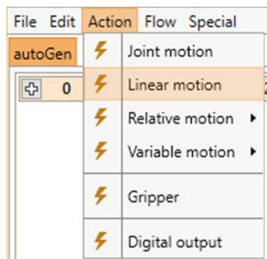 File Edit Action Flow Special
autoGen
Joint motion
0 Linear motion
Relative motion
Variable motion
Gripper
Digital output